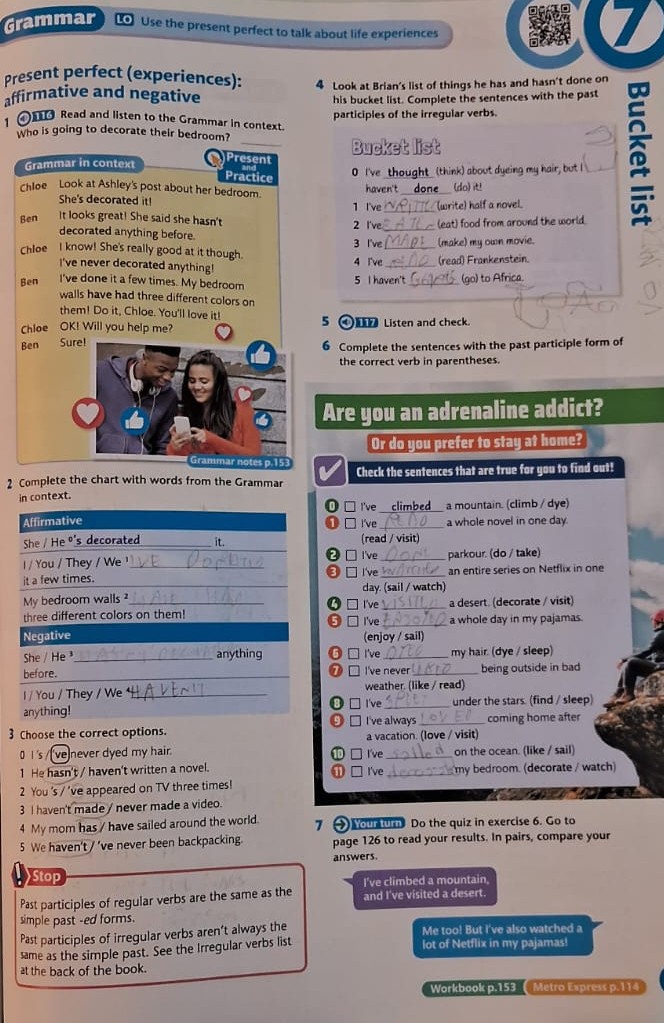 Grammar
LO Use the present perfect to talk about life experiences
7
Bucket list
Present perfect (experiences):
affirmative and negative
1 116 Read and listen to the Grammar in context.
Who is going to decorate their bedroom?
Grammar in context
Present
and
Practice
Chloe Look at Ashley's post about her bedroom.
She's decorated it!
Ben It looks great! She said she hasn't
decorated anything before.
Chloe I know! She's really good at it though.
I've never decorated anything!
Ben I've done it a few times. My bedroom
walls have had three different colors on
them! Do it, Chloe. You'll love it!
Chloe OK! Will you help me?
Ben Sure!
Grammar notes p.153
2 Complete the chart with words from the Grammar
in context.
Affirmative
She / He 0's decorated it.
I / You / They / We 1 'VE
it a few times.
My bedroom walls 2 HAVE HAD
three different colors on them!
Negative
She / He 3 anything
before.
I / You / They / We 4 HAVEN'T
anything!
3 Choose the correct options.
0 I 's / 've never dyed my hair.
1 He hasn't / haven't written a novel.
2 You 's / 've appeared on TV three times!
3 I haven't made / never made a video.
4 My mom has / have sailed around the world.
5 We haven't / 've never been backpacking.
! Stop
Past participles of regular verbs are the same as the
simple past -ed forms.
Past participles of irregular verbs aren't always the
same as the simple past. See the Irregular verbs list
at the back of the book.
4 Look at Brian's list of things he has and hasn't done on
his bucket list. Complete the sentences with the past
participles of the irregular verbs.
Bucket list
0 I've thought (think) about dyeing my hair, but I
haven't done (do) it!
1 I've (write) half a novel.
2 I've (eat) food from around the world.
3 I've MADE (make) my own movie.
4 I've (read) Frankenstein.
5 I haven't (go) to Africa.
5 117 Listen and check.
6 Complete the sentences with the past participle form of
the correct verb in parentheses.
Are you an adrenaline addict?
Or do you prefer to stay at home?
Check the sentences that are true for you to find out!
0 I've climbed a mountain. (climb / dye)
1 I've a whole novel in one day.
(read / visit)
2 I've parkour. (do / take)
3 I've an entire series on Netflix in one
day. (sail / watch)
4 I've VISITED a desert. (decorate / visit)
5 I've ENJOYED a whole day in my pajamas.
(enjoy / sail)
6 I've my hair. (dye / sleep)
7 I've never being outside in bad
weather. (like / read)
8 I've under the stars. (find / sleep)
9 I've always LOVED coming home after
a vacation. (love / visit)
10 I've sailed on the ocean. (like / sail)
11 I've my bedroom. (decorate / watch)
7 Your turn Do the quiz in exercise 6. Go to
page 126 to read your results. In pairs, compare your
answers.
I've climbed a mountain,
and I've visited a desert.
Me too! But I've also watched a
lot of Netflix in my pajamas!
Workbook p.153 Metro Express p.114